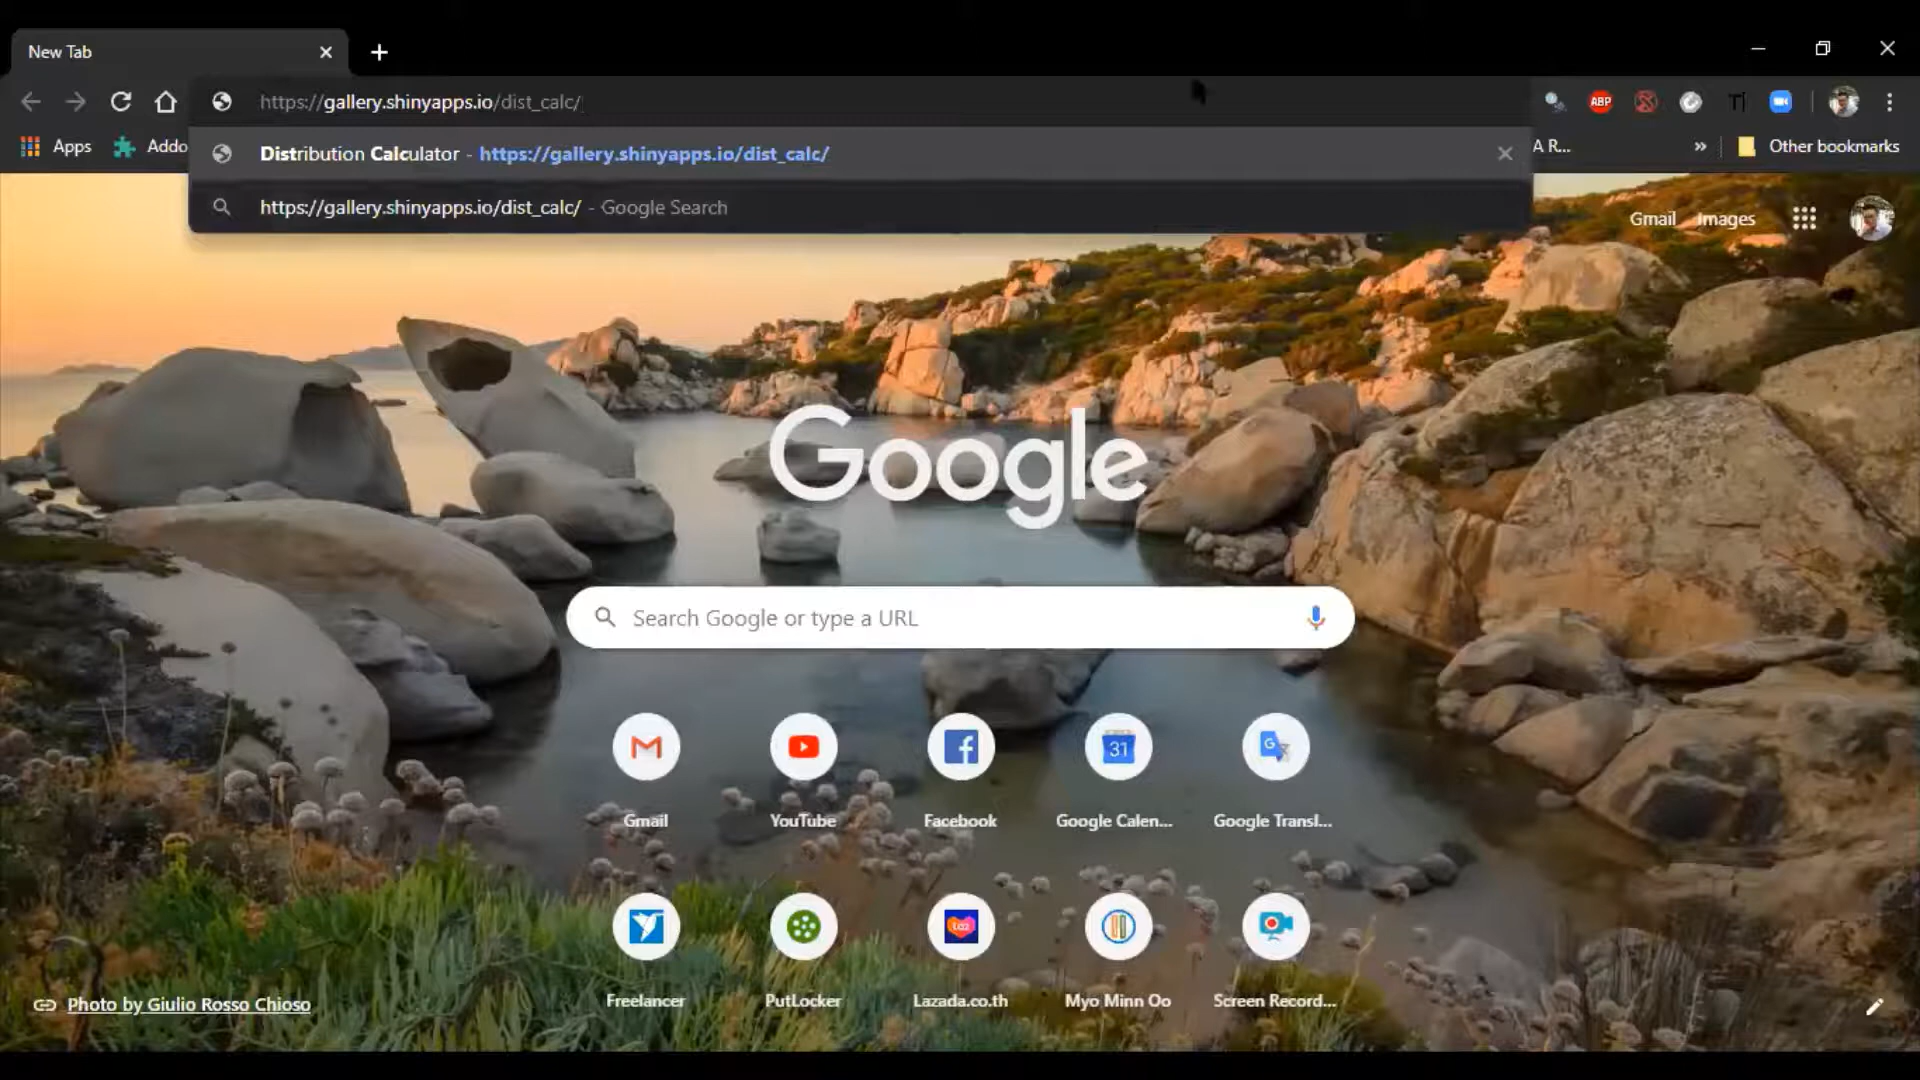 New Tab
https://gallery.shinyapps.io/dist_calc/
Apps
Addo
Distribution Calculator - https://gallery.shinyapps.io/dist_calc/
A R...
Other bookmarks
https://gallery.shinyapps.io/dist_calc/ - Google Search
Gmail
Images
Google
Search Google or type a URL
Gmail
YouTube
Facebook
Google Calen...
Google Transl...
Freelancer
PutLocker
Lazada.co.th
Myo Minn Oo
Screen Record...
Photo by Giulio Rosso Chioso
ABP
31